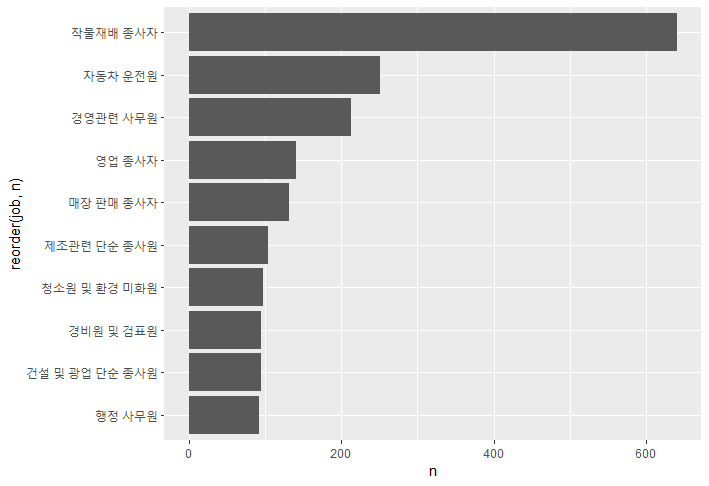 작물재배 종사자
자동차 운전원
경영관련 사무원
영업 종사자
매장 판매 종사자
제조관련 단순 종사원
청소원 및 환경 미화원
경비원 및 검표원
건설 및 광업 단순 종사원
행정 사무원
reorder(job, n)
0 200 400 600
n